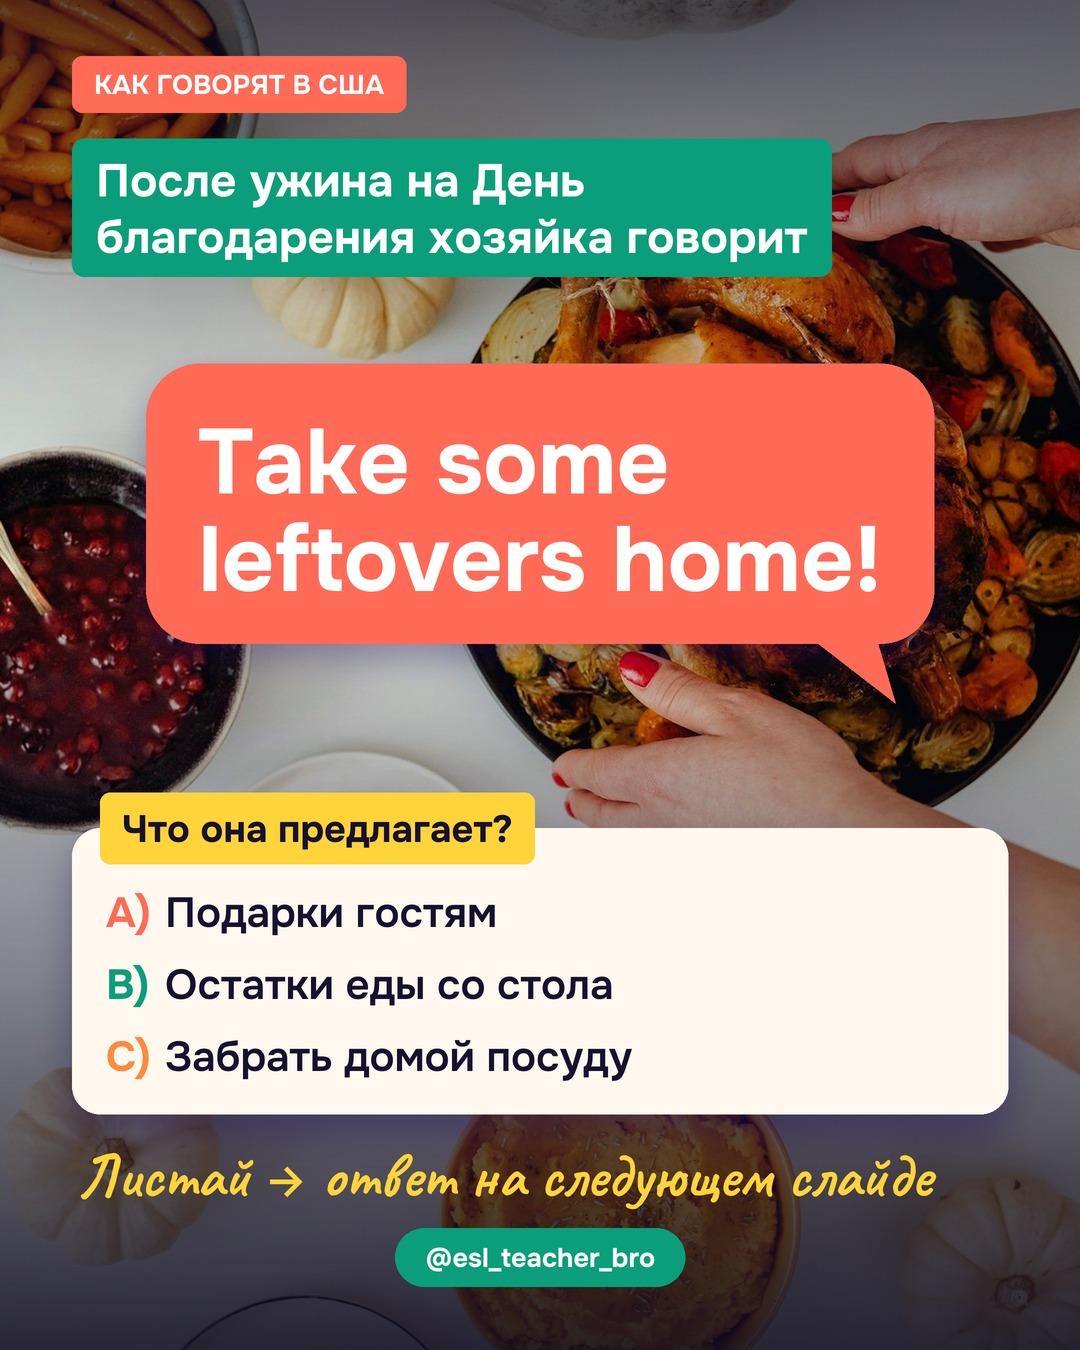 КАК ГОВОРЯТ В США
После ужина на День
благодарения хозяйка говорит
Take some
leftovers home!
Что она предлагает?
A) Подарки гостям
B) Остатки еды со стола
C) Забрать домой посуду
Листай → ответ на следующем слайде
@esl_teacher_bro